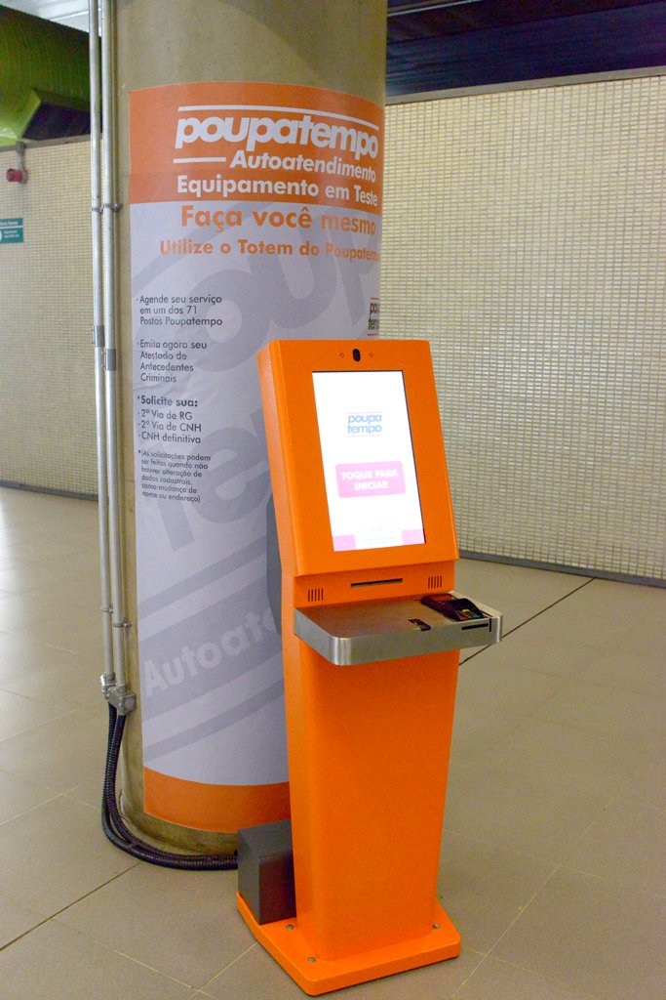 poupatempo
Autoatendimento
Equipamento em Teste
Faça você mesmo
Utilize o Totem do Poupatem
· Agende seu serviço
em um dos 71
Postos Poupatempo
· Emita agora seu
Atestado de
Antecedentes
Criminais
*Solicite sua:
· 2ª Via de RG
· 2ª Via de CNH
· CNH definitiva
*(As solicitações podem
ser feitas quando não
houver alteração de
dados cadastrais,
como mudança de
nome ou endereço)
poupa
tempo
TOQUE PARA
INICIAR
Autoate